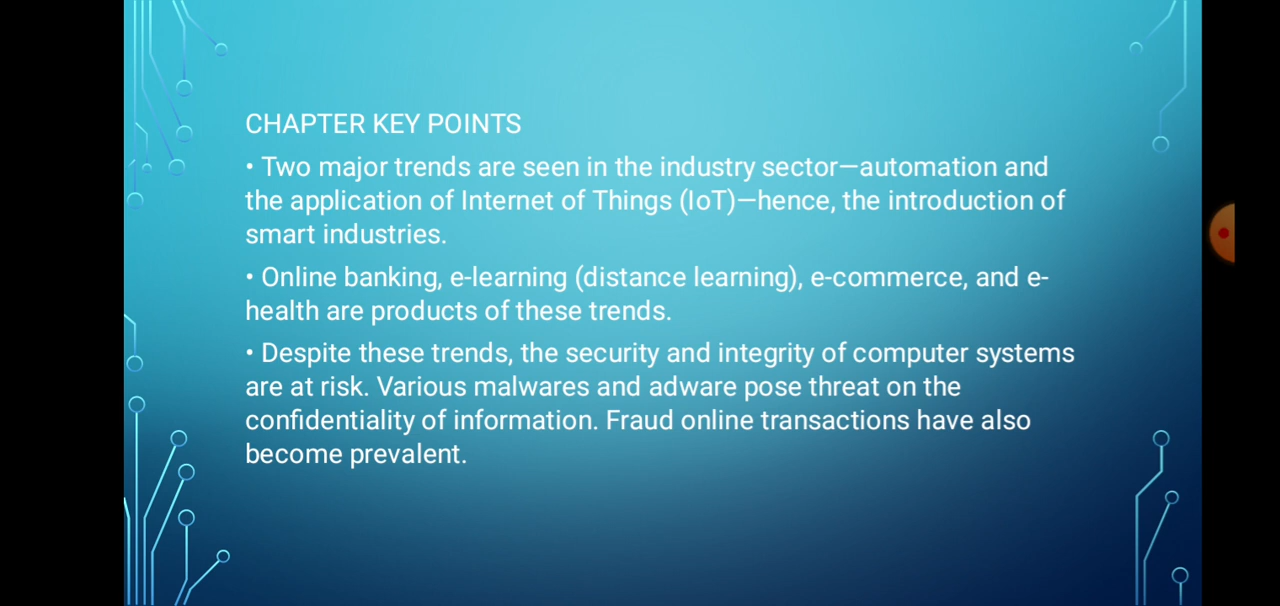 CHAPTER KEY POINTS
• Two major trends are seen in the industry sector—automation and
the application of Internet of Things (IoT)—hence, the introduction of
smart industries.
• Online banking, e-learning (distance learning), e-commerce, and e-
health are products of these trends.
• Despite these trends, the security and integrity of computer systems
are at risk. Various malwares and adware pose threat on the
confidentiality of information. Fraud online transactions have also
become prevalent.